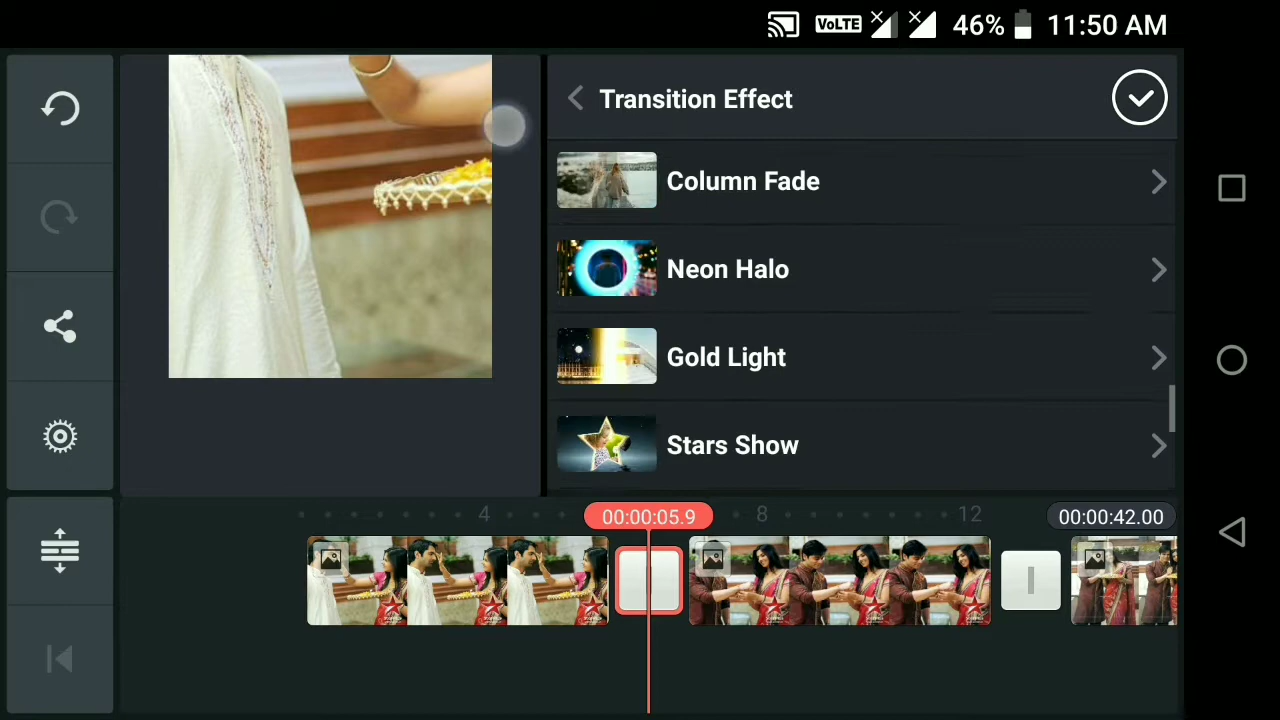 VoLTE 46% 11:50 AM
Transition Effect
Column Fade
Neon Halo
Gold Light
Stars Show
4 8 12
00:00:05.9
00:00:42.00